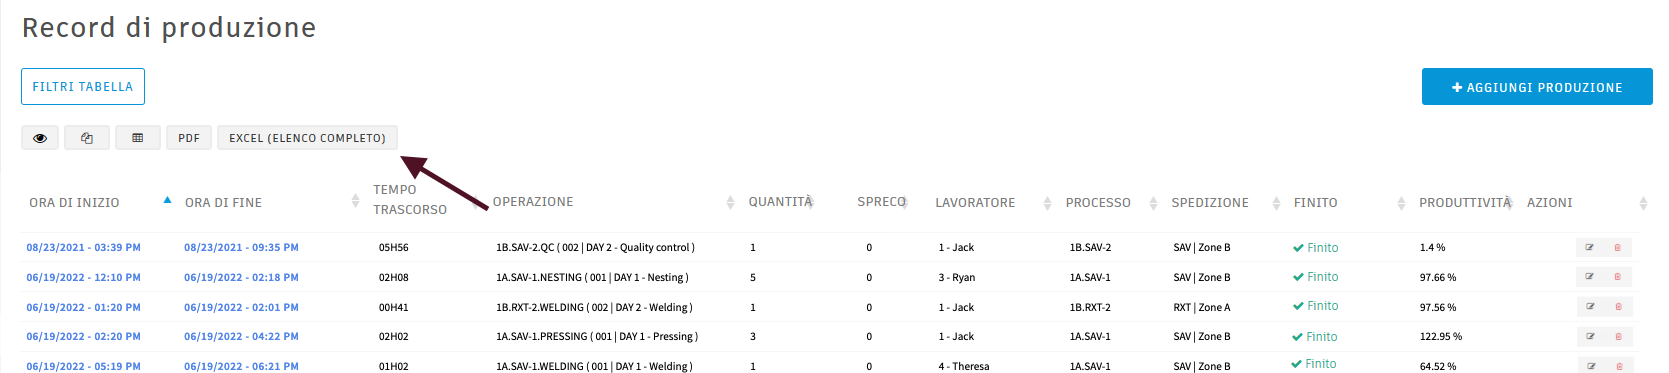 Record di produzione
FILTRI TABELLA
AGGIUNGI PRODUZIONE
PDF EXCEL (ELENCO COMPLETO)
ORA DI INIZIO ORA DI FINE TEMPO TRASCORSO OPERAZIONE QUANTITÀ SPRECO LAVORATORE PROCESSO SPEDIZIONE FINITO PRODUTTIVITÀ AZIONI
08/23/2021 - 03:39 PM 08/23/2021 - 09:35 PM 05H56 1B.SAV-2.QC ( 002 | DAY 2 - Quality control ) 1 0 1 - Jack 1B.SAV-2 SAV | Zone B Finito 1.4 %
06/19/2022 - 12:10 PM 06/19/2022 - 02:18 PM 02H08 1A.SAV-1.NESTING ( 001 | DAY 1 - Nesting ) 5 0 3 - Ryan 1A.SAV-1 SAV | Zone B Finito 97.66 %
06/19/2022 - 01:20 PM 06/19/2022 - 02:01 PM 00H41 1B.RXT-2.WELDING ( 002 | DAY 2 - Welding ) 1 0 1 - Jack 1B.RXT-2 RXT | Zone A Finito 97.56 %
06/19/2022 - 02:20 PM 06/19/2022 - 04:22 PM 02H02 1A.SAV-1.PRESSING ( 001 | DAY 1 - Pressing ) 3 0 1 - Jack 1A.SAV-1 SAV | Zone B Finito 122.95 %
06/19/2022 - 05:19 PM 06/19/2022 - 06:21 PM 01H02 1A.SAV-1.WELDING ( 001 | DAY 1 - Welding ) 1 0 4 - Theresa 1A.SAV-1 SAV | Zone B Finito 64.52 %